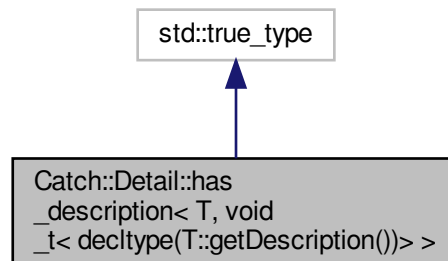 std::true_type
Catch::Detail::has
_description< T, void
_t< decltype(T::getDescription())> >